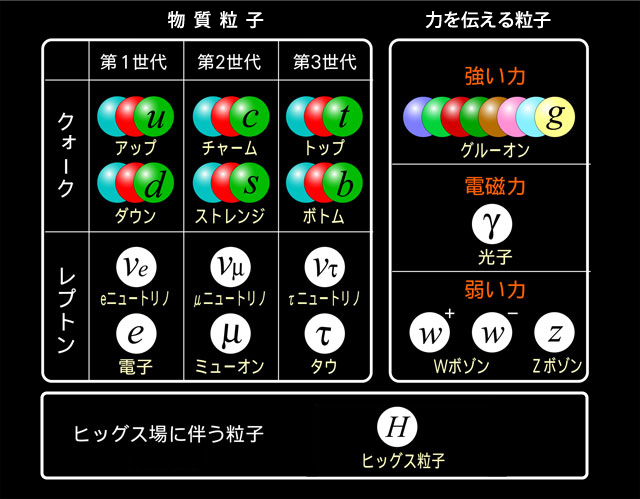 物質粒子
力を伝える粒子
第1世代 第2世代 第3世代
クォーク
u c t
アップ チャーム トップ
d s b
ダウン ストレンジ ボトム
レプトン
νe νμ ντ
eニュートリノ μニュートリノ τニュートリノ
e μ τ
電子 ミューオン タウ
強い力
g
グルーオン
電磁力
γ
光子
弱い力
w+ w− z
Wボゾン Zボゾン
ヒッグス場に伴う粒子
H
ヒッグス粒子